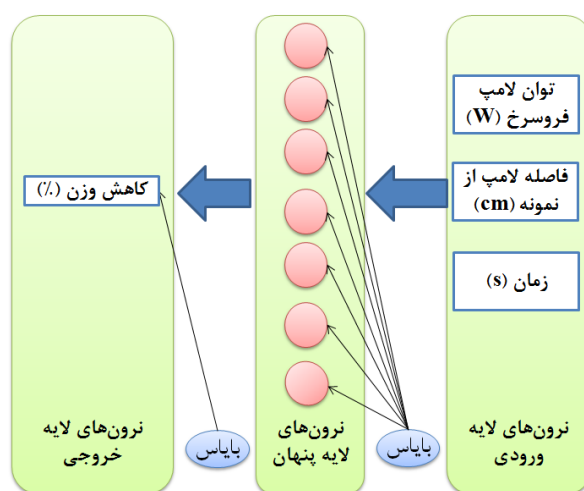 توان لامپ
فروسرخ (W)
فاصله لامپ از
نمونه (cm)
زمان (s)
نرون‌های لایه
ورودی
بایاس
نرون‌های
لایه پنهان
بایاس
کاهش وزن (٪)
نرون‌های لایه
خروجی